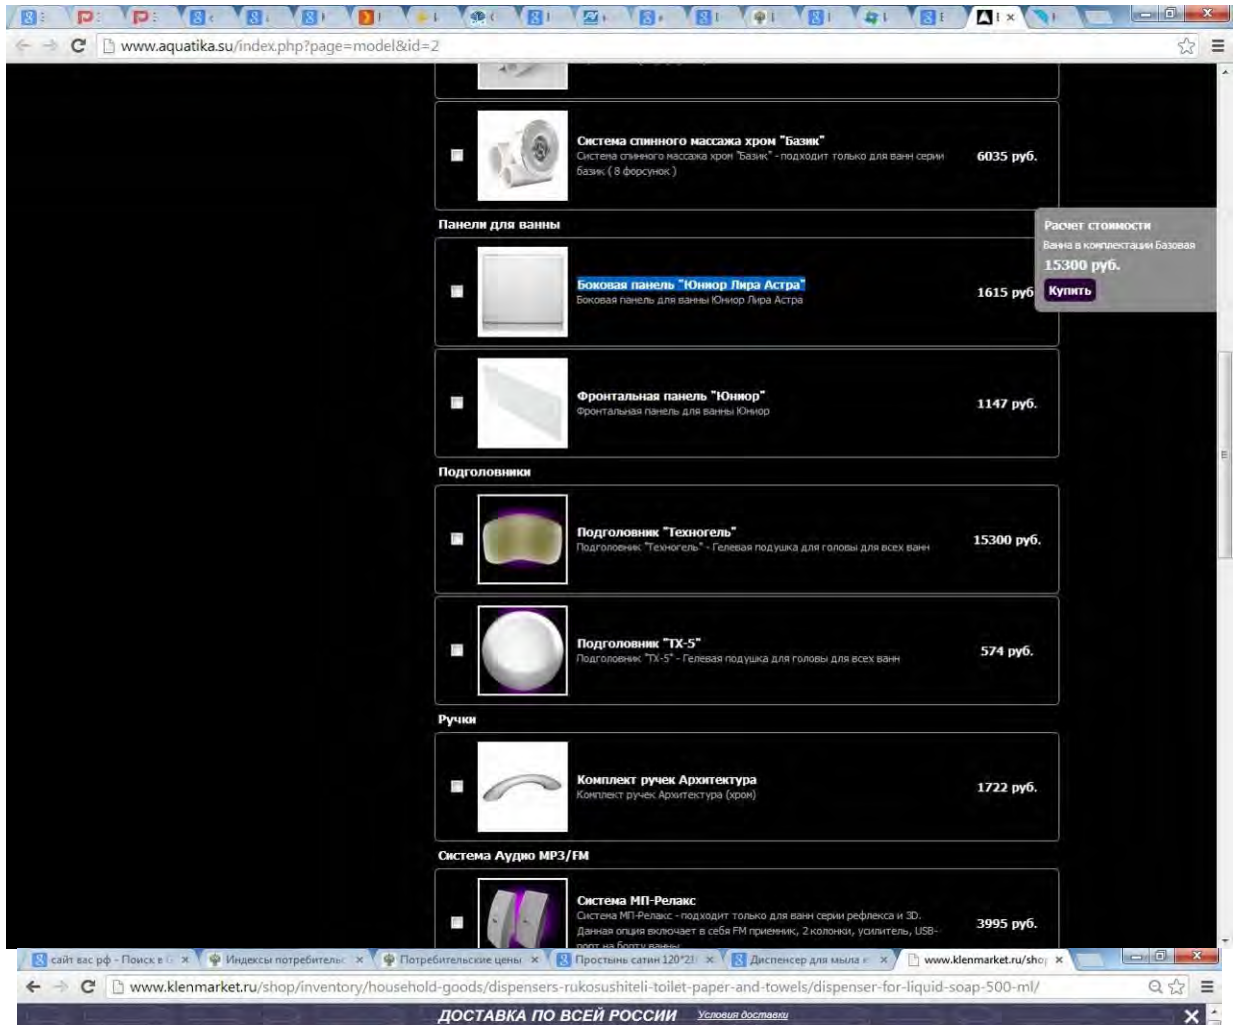 www.aquatika.su/index.php?page=model&id=2
Система спинного массажа хром "Базик"
Система спинного массажа хром "Базик" - подходит только для ванн серии
базик ( 8 форсунок )
6035 руб.
Панели для ванны
Расчет стоимости
Ванна в комплектации Базовая
15300 руб.
Купить
Боковая панель "Юниор Лира Астра"
Боковая панель для ванны Юниор Лира Астра
1615 руб
Фронтальная панель "Юниор"
Фронтальная панель для ванны Юниор
1147 руб.
Подголовники
Подголовник "Техногель"
Подголовник "Техногель" - Гелевая подушка для головы для всех ванн
15300 руб.
Подголовник "TX-5"
Подголовник "TX-5" - Гелевая подушка для головы для всех ванн
574 руб.
Ручки
Комплект ручек Архитектура
Комплект ручек Архитектура (хром)
1722 руб.
Система Аудио MP3/FM
Система МП-Релакс
Система МП-Релакс - подходит только для ванн серии рефлекса и 3D.
Данная опция включает в себя FM приемник, 2 колонки, усилитель, USB-
порт на борту ванны
3995 руб.
сайт вас рф - Поиск в G
Индексы потребительс
Потребительские цены
Простынь сатин 120*21
Диспенсер для мыла к
www.klenmarket.ru/shop
www.klenmarket.ru/shop/inventory/household-goods/dispensers-rukosushiteli-toilet-paper-and-towels/dispenser-for-liquid-soap-500-ml/
ДОСТАВКА ПО ВСЕЙ РОССИИ Условия доставки